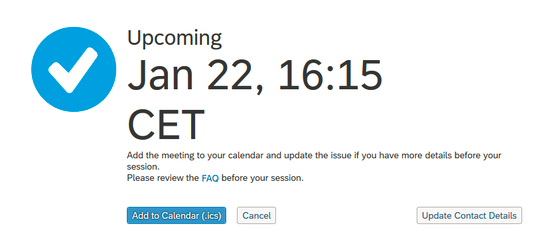 Upcoming
Jan 22, 16:15
CET
Add the meeting to your calendar and update the issue if you have more details before your
session.
Please review the FAQ before your session.
Add to Calendar (.ics) Cancel Update Contact Details